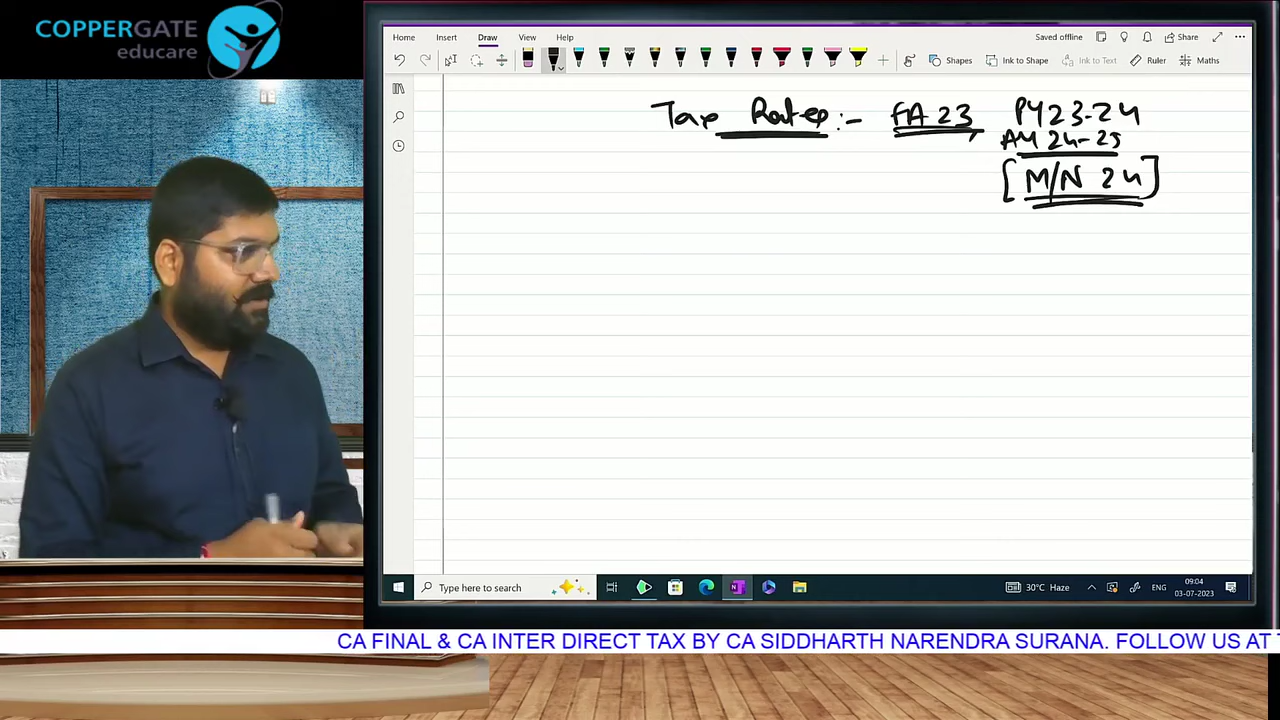 COPPERGATE
educare
Home Insert Draw View Help
Saved offline Share
Shapes Ink to Shape Ink to Text Ruler Maths
Tax Rates :- FA 23 PY 23-24
AY 24-25
[M/N 24]
Type here to search
30°C Haze ENG 09:04
03-07-2023
CA FINAL & CA INTER DIRECT TAX BY CA SIDDHARTH NARENDRA SURANA. FOLLOW US AT